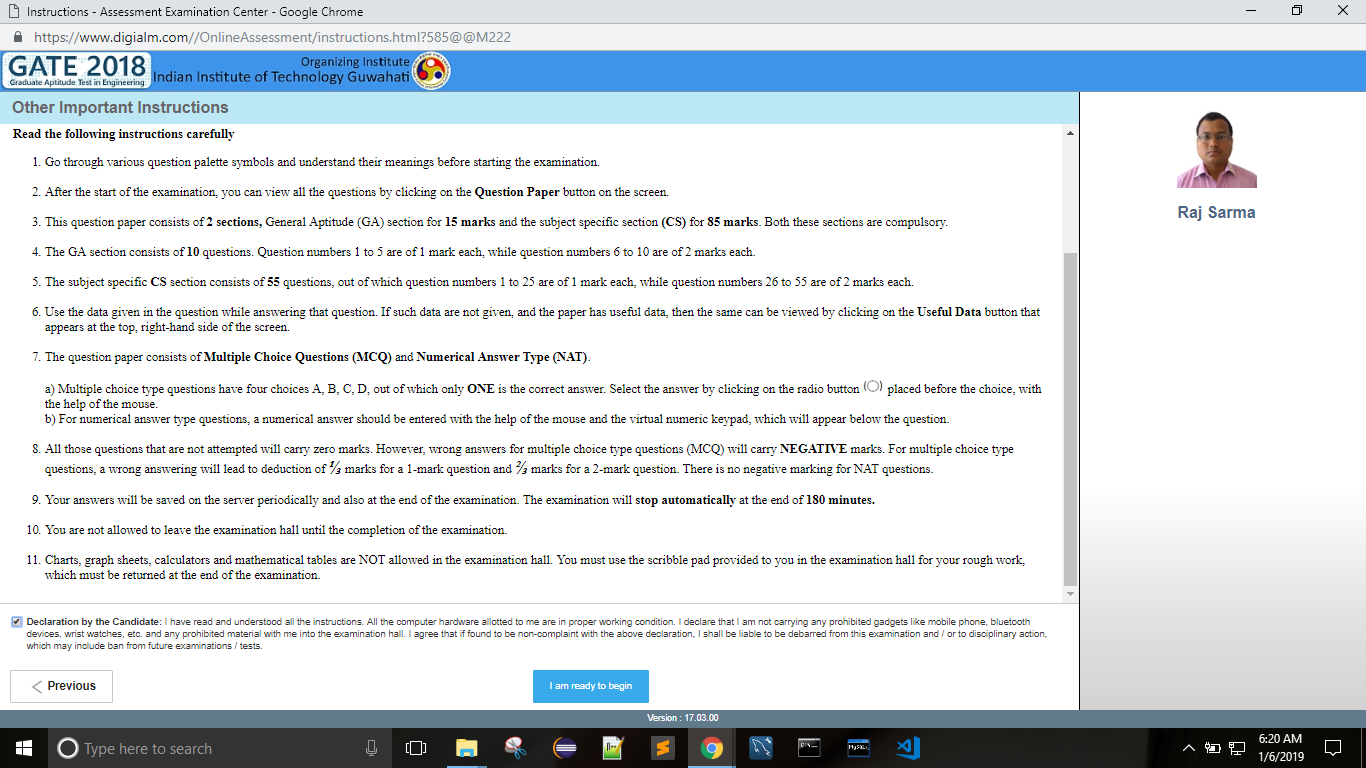 Instructions - Assessment Examination Center - Google Chrome
https://www.digialm.com//OnlineAssessment/instructions.html?585@@M222
GATE 2018
Graduate Aptitude Test in Engineering
Organizing Institute
Indian Institute of Technology Guwahati
Other Important Instructions
Read the following instructions carefully
1. Go through various question palette symbols and understand their meanings before starting the examination.
2. After the start of the examination, you can view all the questions by clicking on the Question Paper button on the screen.
3. This question paper consists of 2 sections, General Aptitude (GA) section for 15 marks and the subject specific section (CS) for 85 marks. Both these sections are compulsory.
4. The GA section consists of 10 questions. Question numbers 1 to 5 are of 1 mark each, while question numbers 6 to 10 are of 2 marks each.
5. The subject specific CS section consists of 55 questions, out of which question numbers 1 to 25 are of 1 mark each, while question numbers 26 to 55 are of 2 marks each.
6. Use the data given in the question while answering that question. If such data are not given, and the paper has useful data, then the same can be viewed by clicking on the Useful Data button that
appears at the top, right-hand side of the screen.
7. The question paper consists of Multiple Choice Questions (MCQ) and Numerical Answer Type (NAT).
a) Multiple choice type questions have four choices A, B, C, D, out of which only ONE is the correct answer. Select the answer by clicking on the radio button (○) placed before the choice, with
the help of the mouse.
b) For numerical answer type questions, a numerical answer should be entered with the help of the mouse and the virtual numeric keypad, which will appear below the question.
8. All those questions that are not attempted will carry zero marks. However, wrong answers for multiple choice type questions (MCQ) will carry NEGATIVE marks. For multiple choice type
questions, a wrong answering will lead to deduction of 1/3 marks for a 1-mark question and 2/3 marks for a 2-mark question. There is no negative marking for NAT questions.
9. Your answers will be saved on the server periodically and also at the end of the examination. The examination will stop automatically at the end of 180 minutes.
10. You are not allowed to leave the examination hall until the completion of the examination.
11. Charts, graph sheets, calculators and mathematical tables are NOT allowed in the examination hall. You must use the scribble pad provided to you in the examination hall for your rough work,
which must be returned at the end of the examination.
Declaration by the Candidate: I have read and understood all the instructions. All the computer hardware allotted to me are in proper working condition. I declare that I am not carrying any prohibited gadgets like mobile phone, bluetooth
devices, wrist watches, etc. and any prohibited material with me into the examination hall. I agree that if found to be non-complaint with the above declaration, I shall be liable to be debarred from this examination and / or to disciplinary action,
which may include ban from future examinations / tests.
Previous
I am ready to begin
Raj Sarma
Version : 17.03.00
Type here to search
6:20 AM
1/6/2019